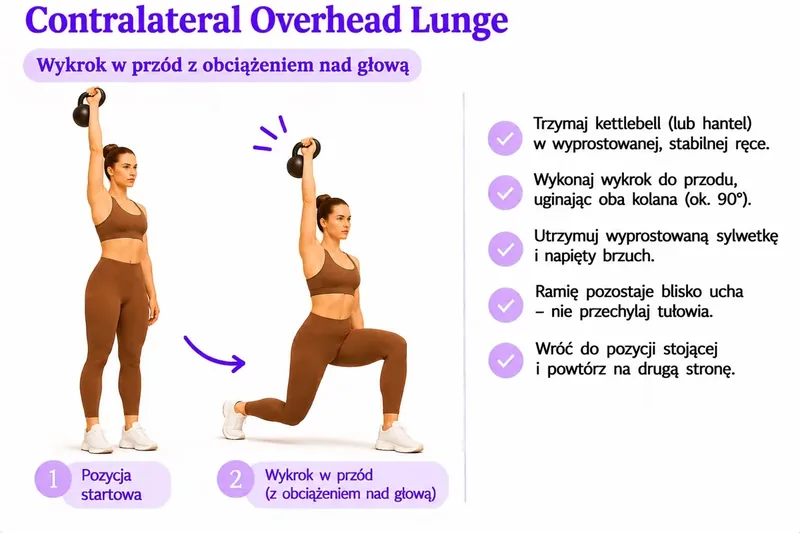 Contralateral Overhead Lunge
Wykrok w przód z obciążeniem nad głową
Trzymaj kettlebell (lub hantel)
w wyprostowanej, stabilnej ręce.
Wykonaj wykrok do przodu,
uginając oba kolana (ok. 90°).
Utrzymuj wyprostowaną sylwetkę
i napięty brzuch.
Ramię pozostaje blisko ucha
– nie przechylaj tułowia.
Wróć do pozycji stojącej
i powtórz na drugą stronę.
1 Pozycja
startowa
2 Wykrok w przód
(z obciążeniem nad głową)